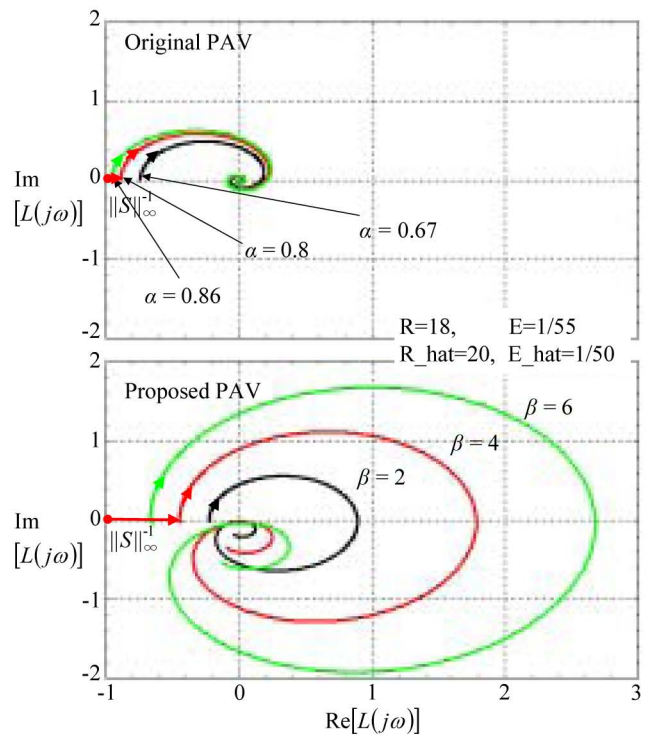 2
Original PAV
1
Im
0
[L(jω)]
||S||∞⁻¹
α = 0.67
-1
α = 0.8
α = 0.86
-2
R=18, E=1/55
R_hat=20, E_hat=1/50
2
Proposed PAV
β = 6
1
β = 4
β = 2
Im
0
[L(jω)]
||S||∞⁻¹
-1
-2
-1 0 1 2 3
Re[L(jω)]